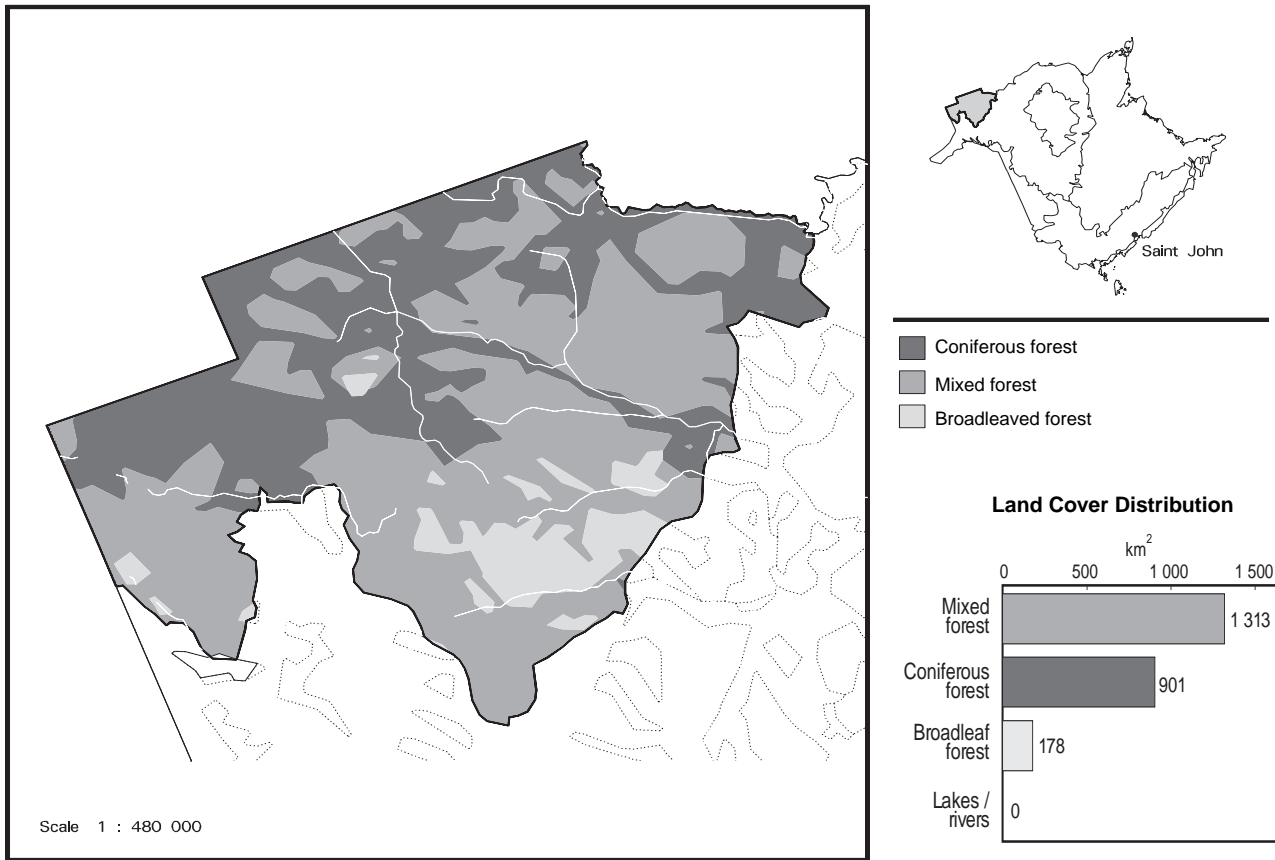 Saint John
Coniferous forest
Mixed forest
Broadleaved forest
Land Cover Distribution
km2
0 500 1 000 1 500
Mixed
forest
1 313
Coniferous
forest
901
Broadleaf
forest
178
Lakes /
rivers
0
Scale 1 : 480 000